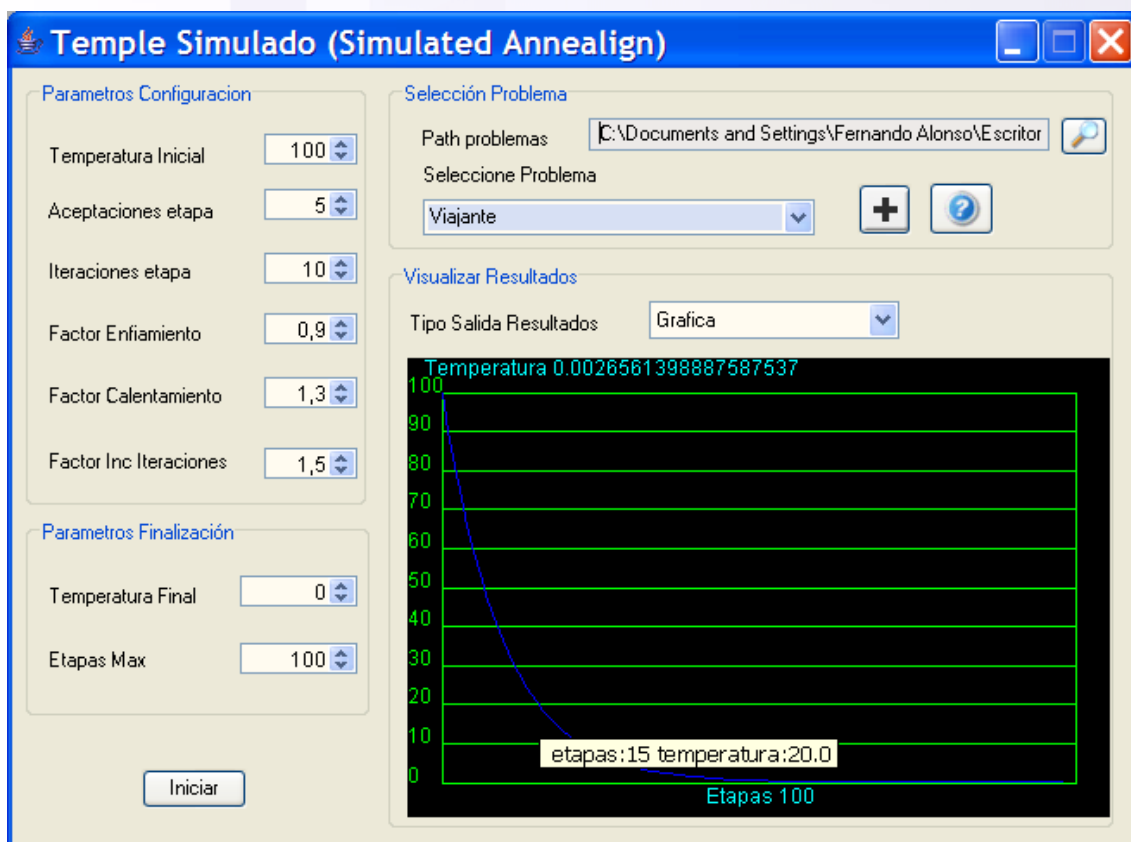 Temple Simulado (Simulated Annealign)
Parametros Configuracion
Temperatura Inicial 100
Aceptaciones etapa 5
Iteraciones etapa 10
Factor Enfiamiento 0,9
Factor Calentamiento 1,3
Factor Inc Iteraciones 1,5
Parametros Finalización
Temperatura Final 0
Etapas Max 100
Iniciar
Selección Problema
Path problemas C:\Documents and Settings\Fernando Alonso\Escritor
Seleccione Problema
Viajante
Visualizar Resultados
Tipo Salida Resultados Grafica
Temperatura 0.0026561398887587537
100
90
80
70
60
50
40
30
20
10
etapas:15 temperatura:20.0
0
Etapas 100